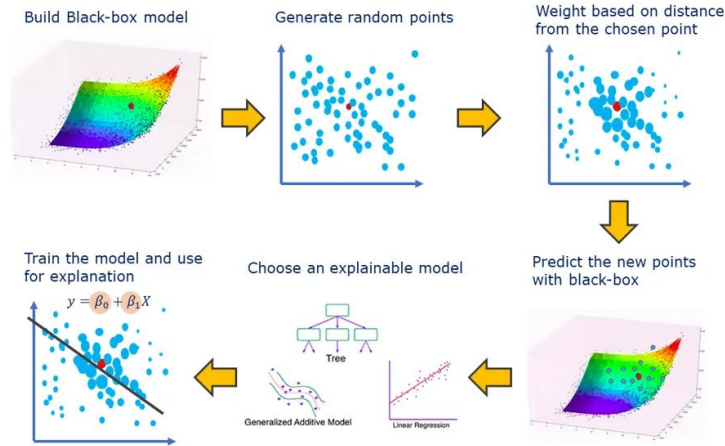 Build Black-box model
Generate random points
Weight based on distance
from the chosen point
Train the model and use
for explanation
y = β₀ + β₁X
Choose an explainable model
Tree
Generalized Additive Model
Linear Regression
Predict the new points
with black-box